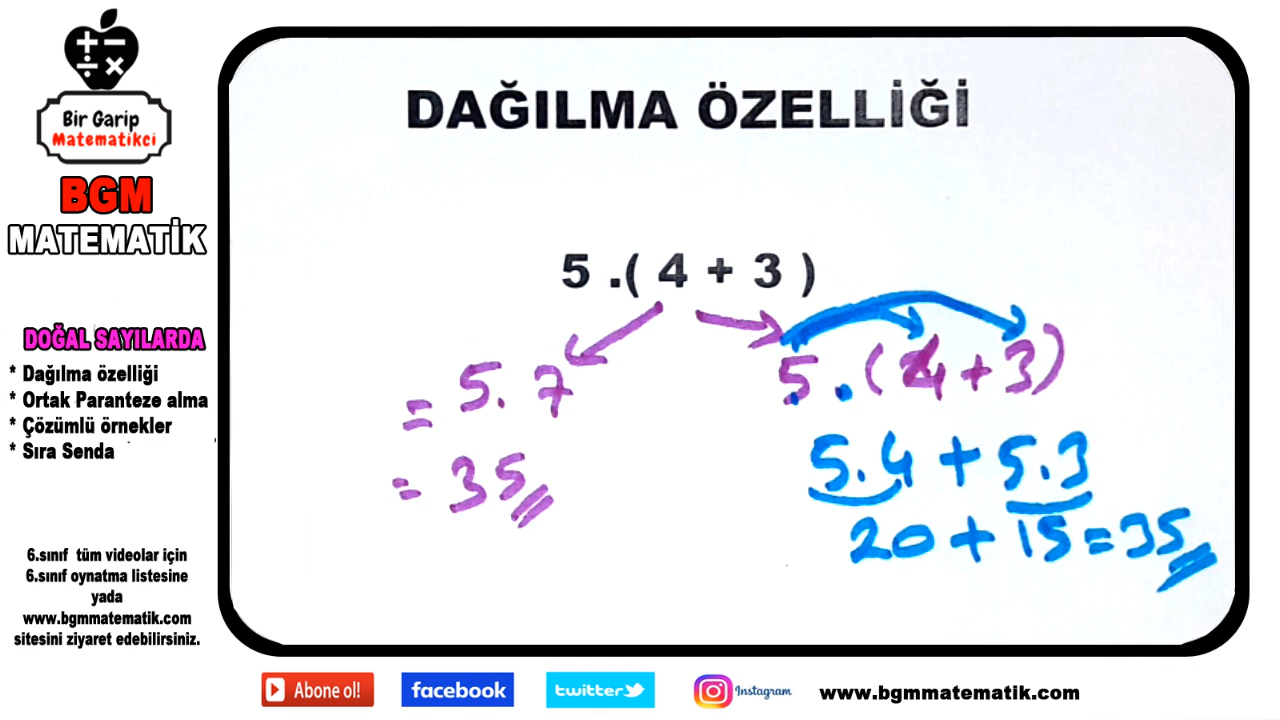 Bir Garip
Matematikci
BGM
MATEMATİK
DOĞAL SAYILARDA
* Dağılma özelliği
* Ortak Paranteze alma
* Çözümlü örnekler
* Sıra Senda
6.sınıf tüm videolar için
6.sınıf oynatma listesine
yada
www.bgmmatematik.com
sitesini ziyaret edebilirsiniz.
DAĞILMA ÖZELLİĞİ
5 .( 4 + 3 )
= 5. 7
= 35
5 . (4 + 3)
5.4 + 5.3
20 + 15 = 35
Abone ol!
facebook
twitter
Instagram
www.bgmmatematik.com